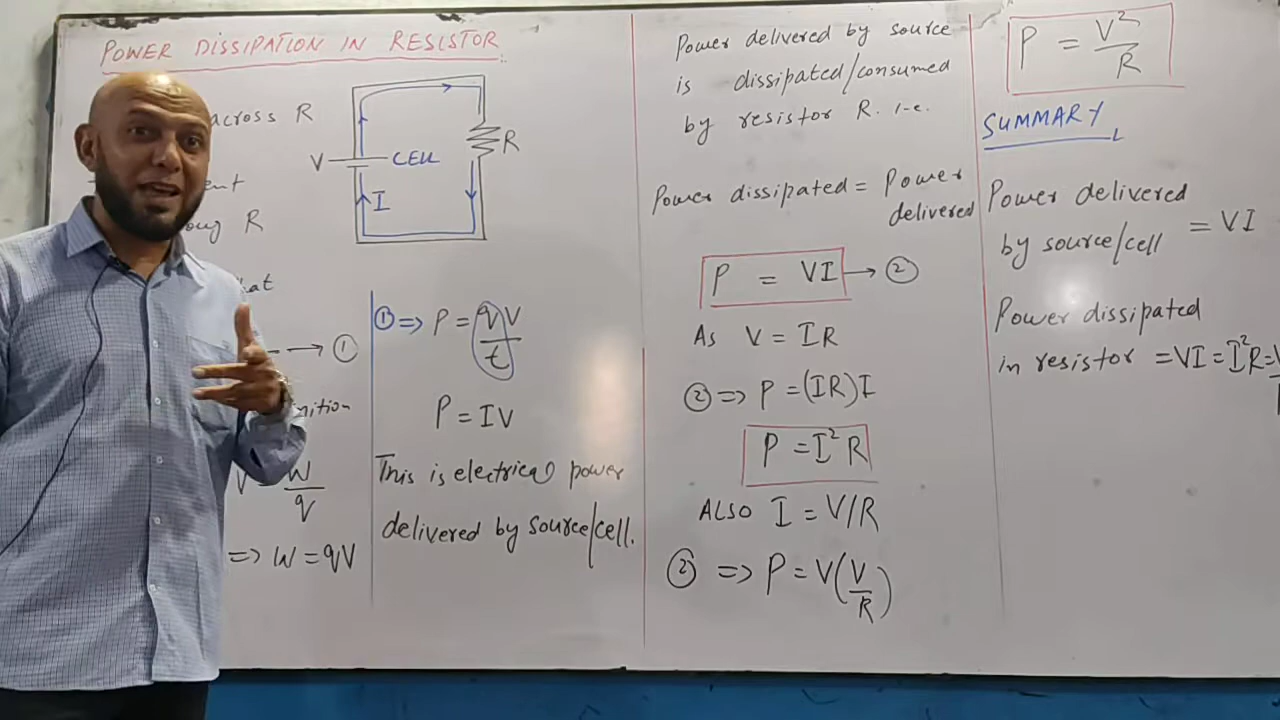 POWER DISSIPATION IN RESISTOR
across R
R
V CELL R
I
①=> P = qV/t
→ ①
P = IV
This is electrical power
delivered by source/cell.
W/q
=> W = qV
Power delivered by source
is dissipated/consumed
by resistor R. i.e.
Power dissipated = Power
delivered
P = VI → ②
As V = IR
② => P = (IR)I
P = I²R
ALSO I = V/R
② => P = V(V/R)
P = V²/R
SUMMARY
Power delivered
by source/cell = VI
Power dissipated
in resistor = VI = I²R =